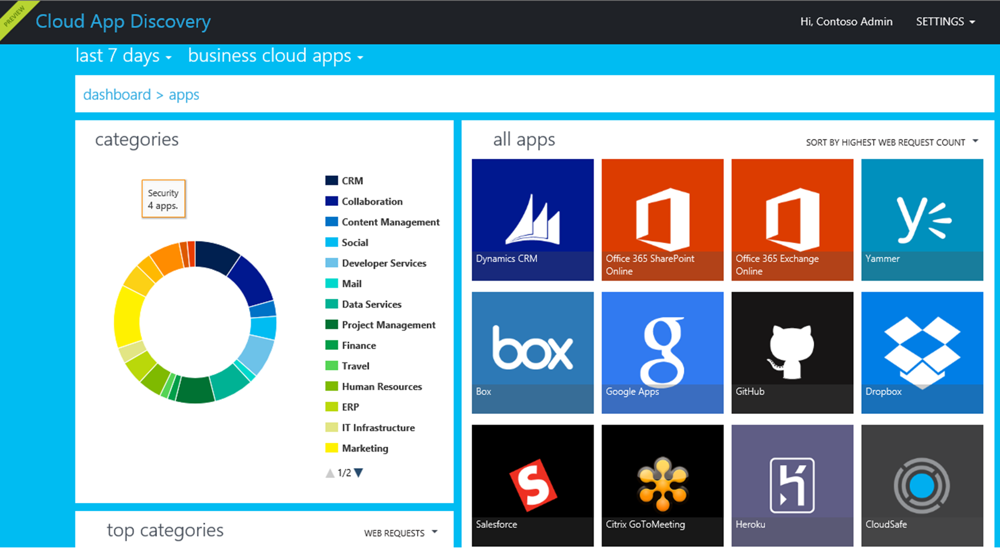 PREVIEW
Cloud App Discovery
Hi, Contoso Admin
SETTINGS
last 7 days
business cloud apps
dashboard > apps
categories
Security
4 apps.
CRM
Collaboration
Content Management
Social
Developer Services
Mail
Data Services
Project Management
Finance
Travel
Human Resources
ERP
IT Infrastructure
Marketing
1/2
top categories
WEB REQUESTS
all apps
SORT BY HIGHEST WEB REQUEST COUNT
Dynamics CRM
Office 365 SharePoint
Online
Office 365 Exchange
Online
y
Yammer
box
Box
g
Google Apps
GitHub
Dropbox
S
Salesforce
Citrix GoToMeeting
Heroku
CloudSafe